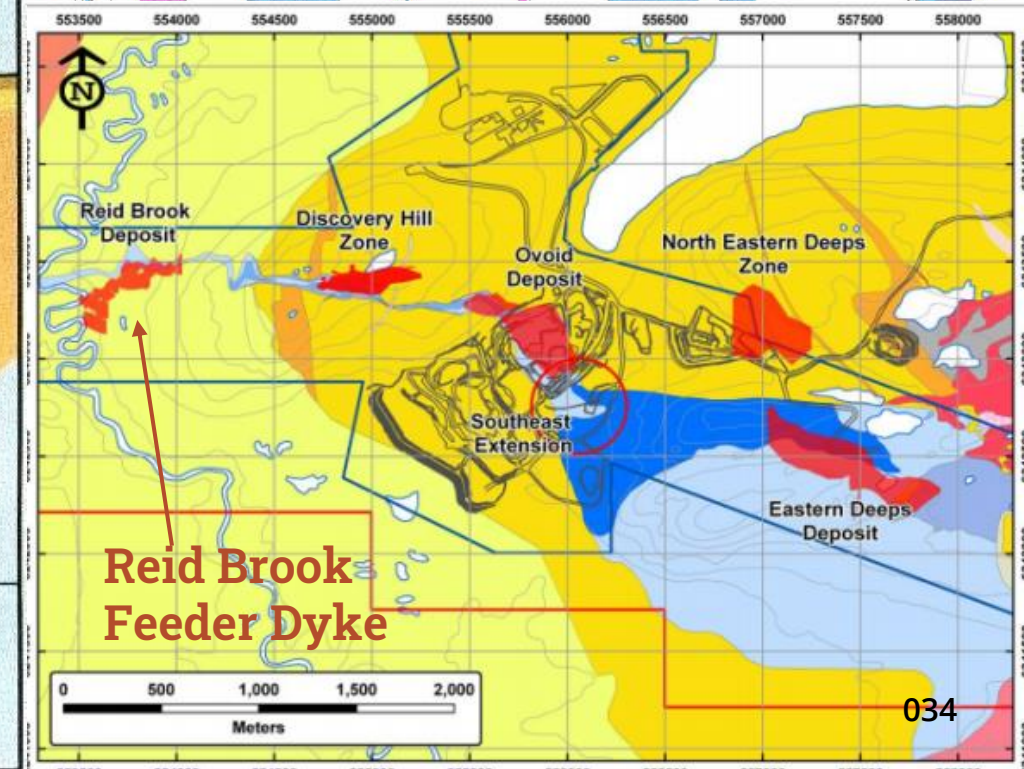 553500 554000 554500 555000 555500 556000 556500 557000 557500 558000
N
Reid Brook
Deposit
Discovery Hill
Zone
Ovoid
Deposit
North Eastern Deeps
Zone
Southeast
Extension
Eastern Deeps
Deposit
Reid Brook
Feeder Dyke
0 500 1,000 1,500 2,000
Meters
034